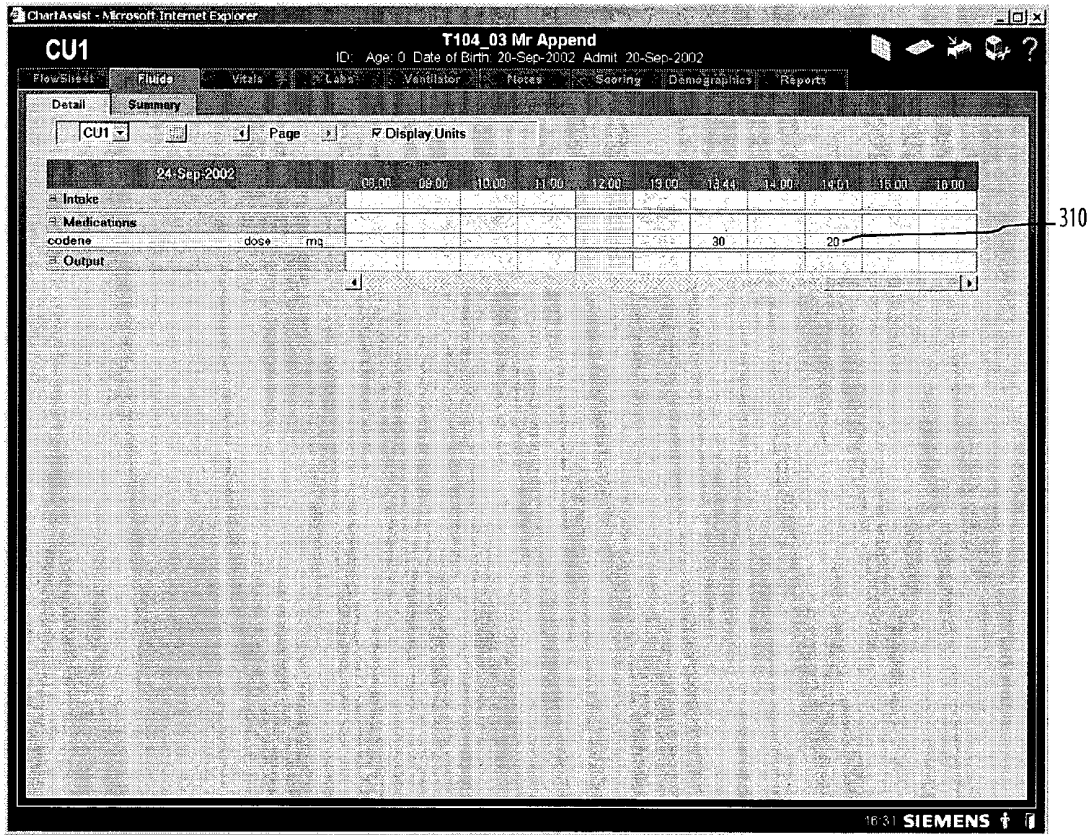 ChartAssist - Microsoft Internet Explorer
CU1
T104_03 Mr Append
ID: Age: 0 Date of Birth: 20-Sep-2002 Admit 20-Sep-2002
?
FlowSheet Fluids Vitals Labs Ventilator Notes Scoring Demographics Reports
Detail Summary
CU1 Page Display Units
24-Sep-2002 08:00 09:00 10:00 11:00 12:00 13:00 13:44 14:00 14:01 15:00 16:00
Intake
Medications
310
codene dose mg 30 20
Output
16:31 SIEMENS